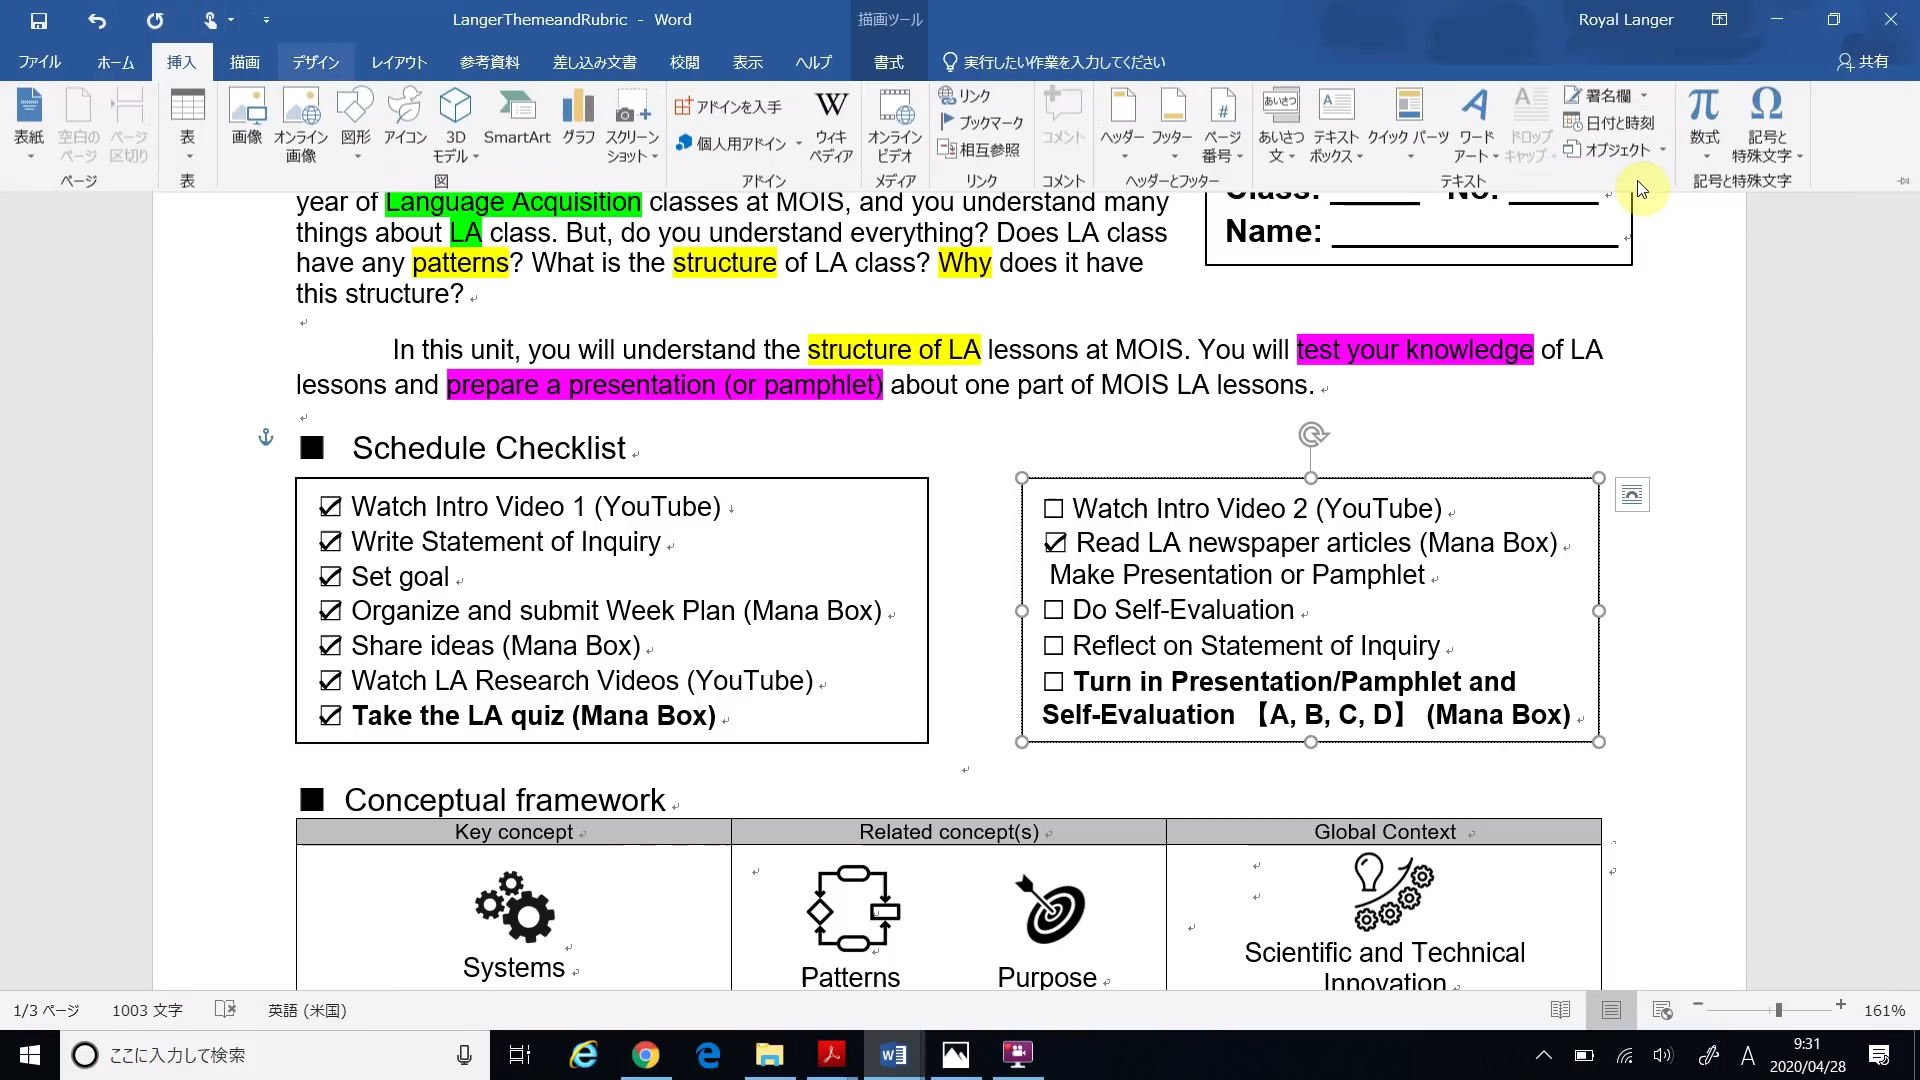 LangerThemeandRubric - Word
描画ツール
Royal Langer
ファイル
ホーム
挿入
描画
デザイン
レイアウト
参考資料
差し込み文書
校閲
表示
ヘルプ
書式
実行したい作業を入力してください
共有
表紙
空白の
ページ
ページ
区切り
表
画像
オンライン
画像
図形
アイコン
3D
モデル
SmartArt
グラフ
スクリーン
ショット
アドインを入手
個人用アドイン
W
ウィキ
ペディア
オンライン
ビデオ
リンク
ブックマーク
相互参照
コメント
ヘッダー
フッター
ページ
番号
あいさつ
文
テキスト
ボックス
クイック パーツ
ワード
アート
ドロップ
キャップ
署名欄
日付と時刻
オブジェクト
π
数式
Ω
記号と
特殊文字
ページ
表
図
アドイン
メディア
リンク
コメント
ヘッダーとフッター
テキスト
記号と特殊文字
Class: ______ No: ______
Name: ___________________
year of Language Acquisition classes at MOIS, and you understand many
things about LA class. But, do you understand everything? Does LA class
have any patterns? What is the structure of LA class? Why does it have
this structure?
In this unit, you will understand the structure of LA lessons at MOIS. You will test your knowledge of LA
lessons and prepare a presentation (or pamphlet) about one part of MOIS LA lessons.
■ Schedule Checklist
☑ Watch Intro Video 1 (YouTube)
☑ Write Statement of Inquiry
☑ Set goal
☑ Organize and submit Week Plan (Mana Box)
☑ Share ideas (Mana Box)
☑ Watch LA Research Videos (YouTube)
☑ Take the LA quiz (Mana Box)
☐ Watch Intro Video 2 (YouTube)
☑ Read LA newspaper articles (Mana Box)
Make Presentation or Pamphlet
☐ Do Self-Evaluation
☐ Reflect on Statement of Inquiry
☐ Turn in Presentation/Pamphlet and
Self-Evaluation 【A, B, C, D】 (Mana Box)
■ Conceptual framework
Key concept
Related concept(s)
Global Context
Systems
Patterns
Purpose
Scientific and Technical
Innovation
1/3 ページ
1003 文字
英語 (米国)
161%
ここに入力して検索
A
9:31
2020/04/28